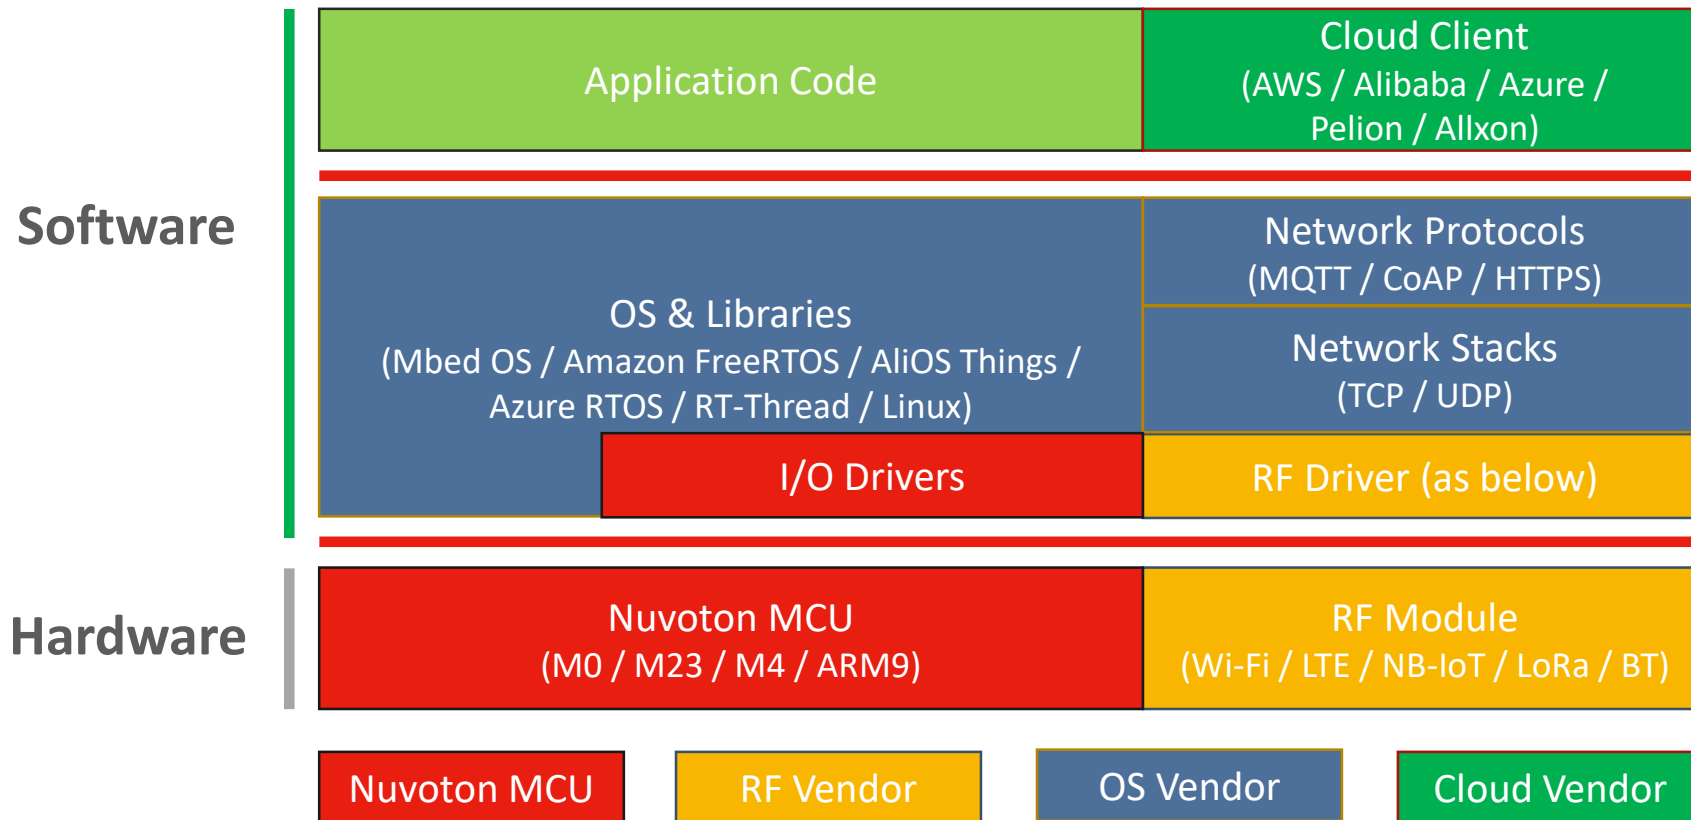 Software
Application Code
Cloud Client
(AWS / Alibaba / Azure /
Pelion / Allxon)
OS & Libraries
(Mbed OS / Amazon FreeRTOS / AliOS Things /
Azure RTOS / RT-Thread / Linux)
I/O Drivers
Network Protocols
(MQTT / CoAP / HTTPS)
Network Stacks
(TCP / UDP)
RF Driver (as below)
Hardware
Nuvoton MCU
(M0 / M23 / M4 / ARM9)
RF Module
(Wi-Fi / LTE / NB-IoT / LoRa / BT)
Nuvoton MCU
RF Vendor
OS Vendor
Cloud Vendor